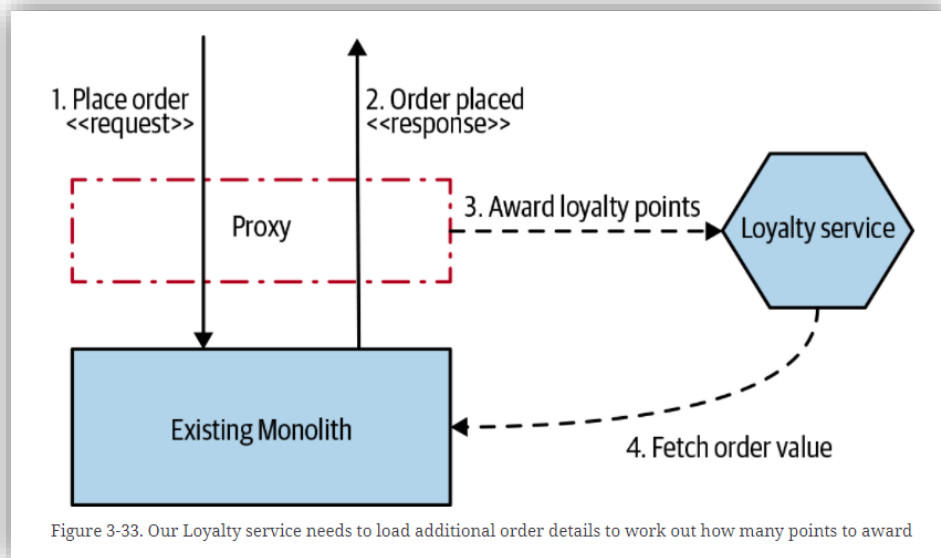 1. Place order
<<request>>
2. Order placed
<<response>>
Proxy
3. Award loyalty points
Loyalty service
Existing Monolith
4. Fetch order value
Figure 3-33. Our Loyalty service needs to load additional order details to work out how many points to award